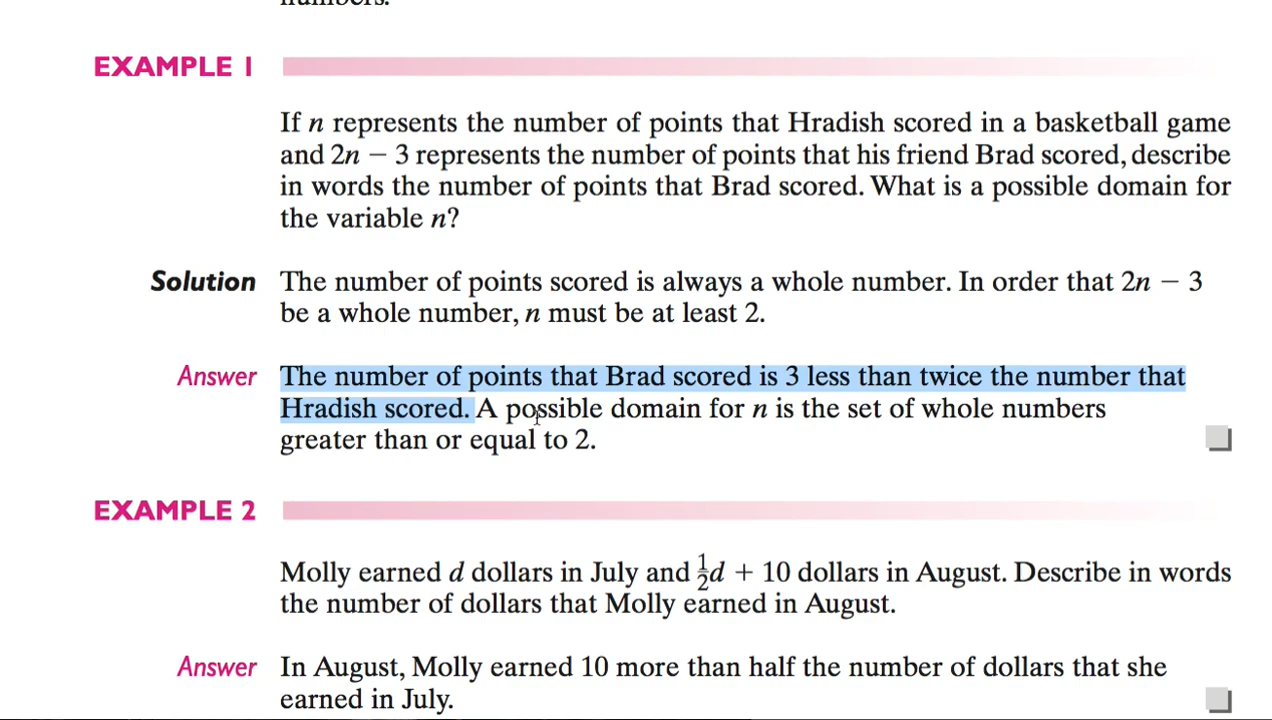 numbers.
EXAMPLE 1
If n represents the number of points that Hradish scored in a basketball game
and 2n − 3 represents the number of points that his friend Brad scored, describe
in words the number of points that Brad scored. What is a possible domain for
the variable n?
Solution The number of points scored is always a whole number. In order that 2n − 3
be a whole number, n must be at least 2.
Answer The number of points that Brad scored is 3 less than twice the number that
Hradish scored. A possible domain for n is the set of whole numbers
greater than or equal to 2.
EXAMPLE 2
Molly earned d dollars in July and ½d + 10 dollars in August. Describe in words
the number of dollars that Molly earned in August.
Answer In August, Molly earned 10 more than half the number of dollars that she
earned in July.